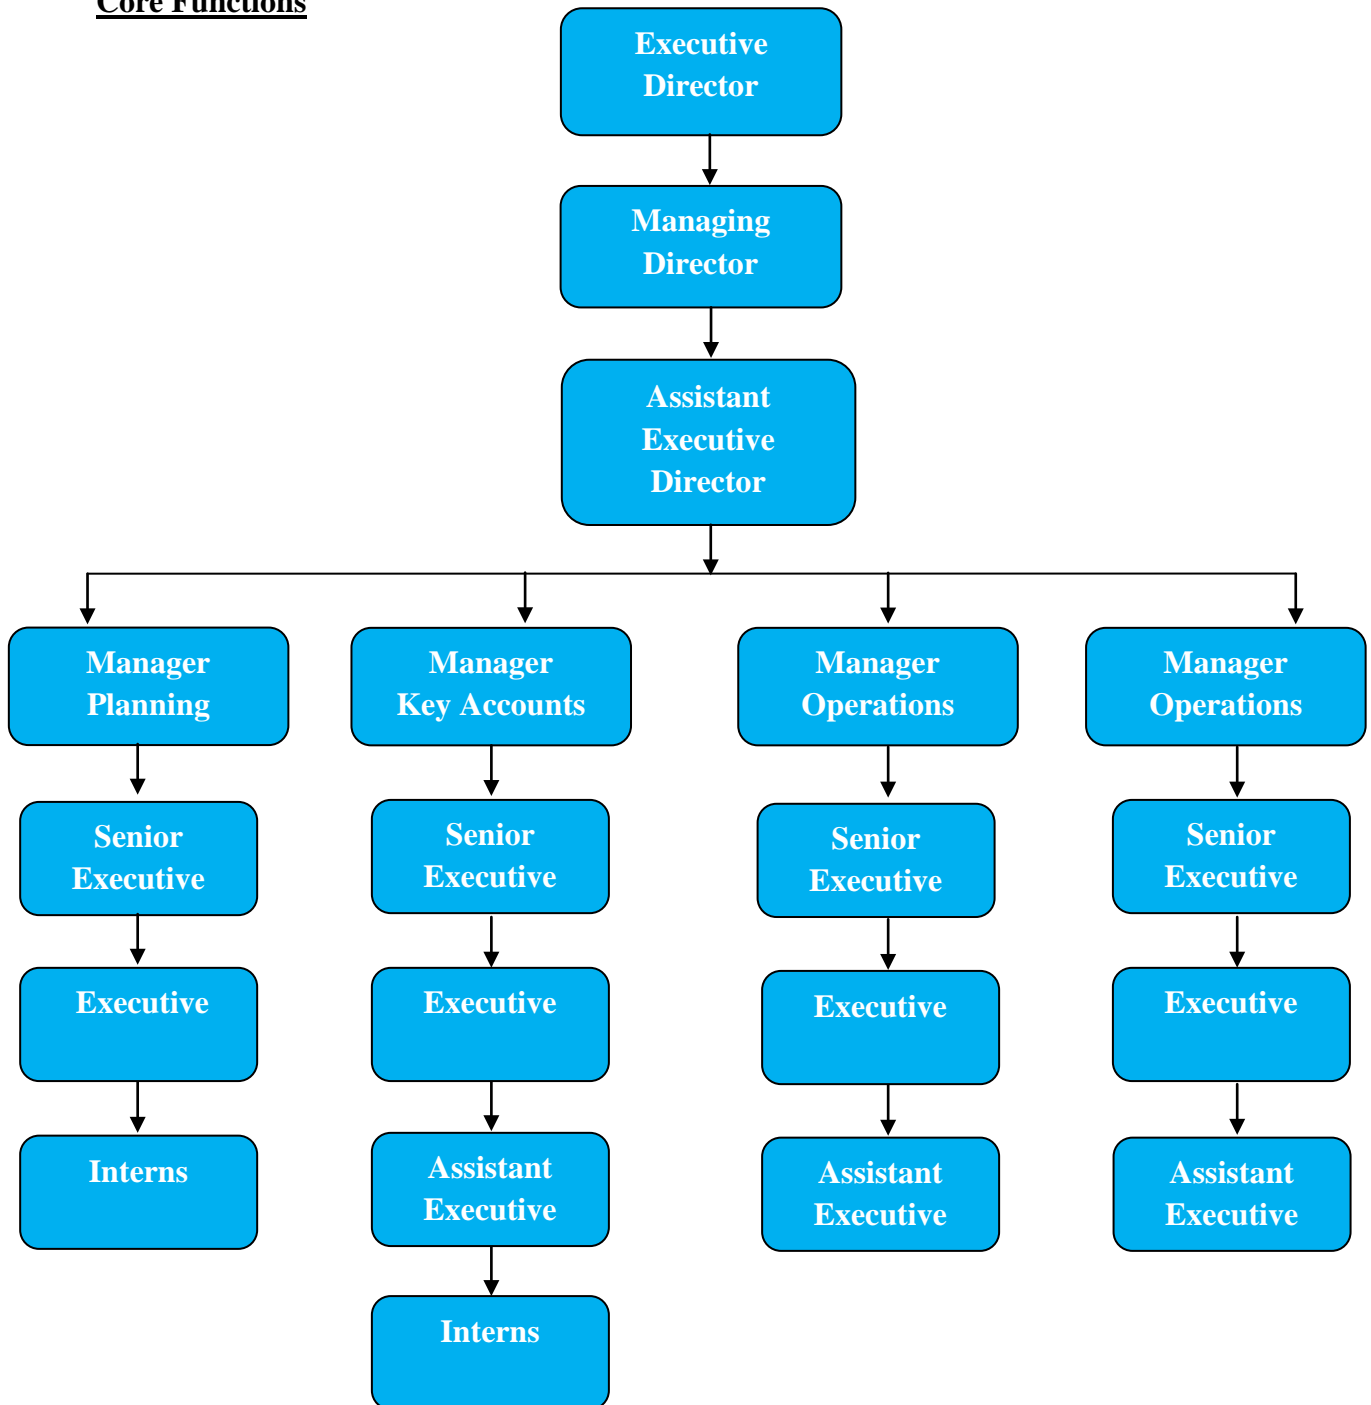 Core Functions
Executive
Director
Managing
Director
Assistant
Executive
Director
Manager
Planning
Manager
Key Accounts
Manager
Operations
Manager
Operations
Senior
Executive
Senior
Executive
Senior
Executive
Senior
Executive
Executive
Executive
Executive
Executive
Interns
Assistant
Executive
Assistant
Executive
Assistant
Executive
Interns